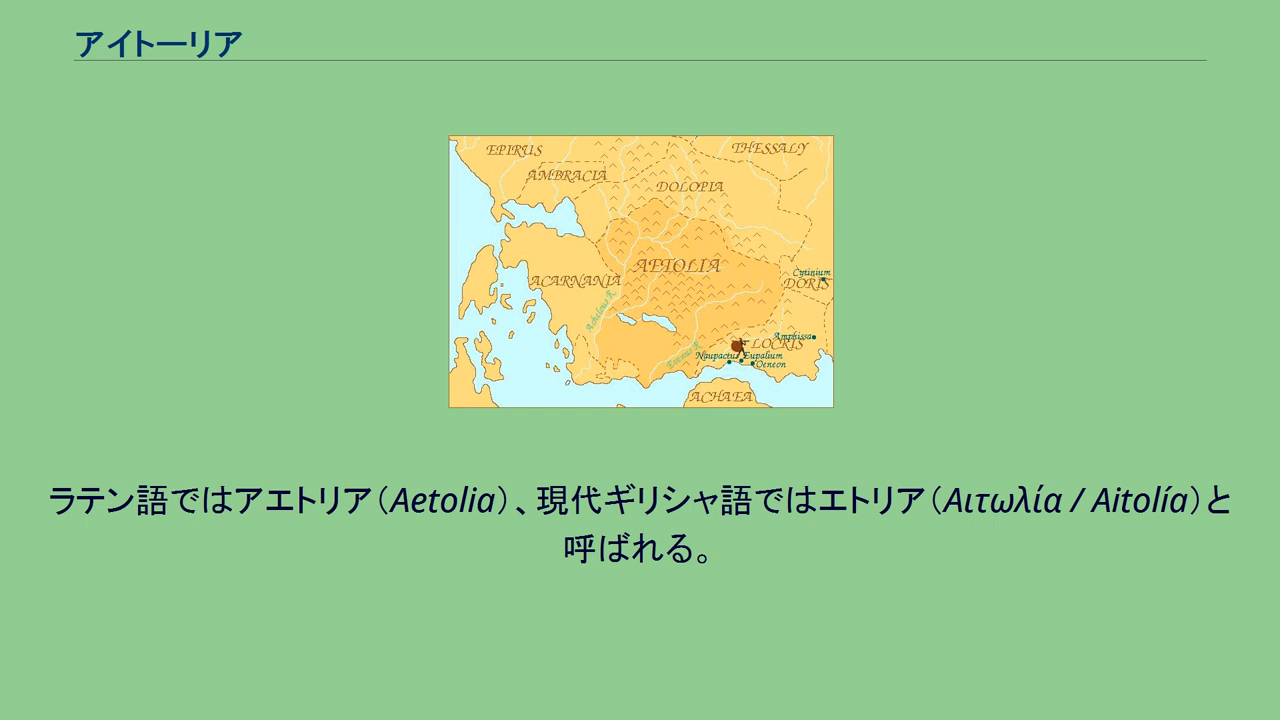 アイトーリア
EPIRUS
THESSALY
AMBRACIA
DOLOPIA
AETOLIA
ACARNANIA
Cytinium
DORIS
Achelous R.
Amphissa
LOCRIS
Evenus R.
Naupactus Eupalium
Oeneon
ACHAEA
ラテン語ではアエトリア（Aetolia）、現代ギリシャ語ではエトリア（Αιτωλία / Aitolía）と
呼ばれる。